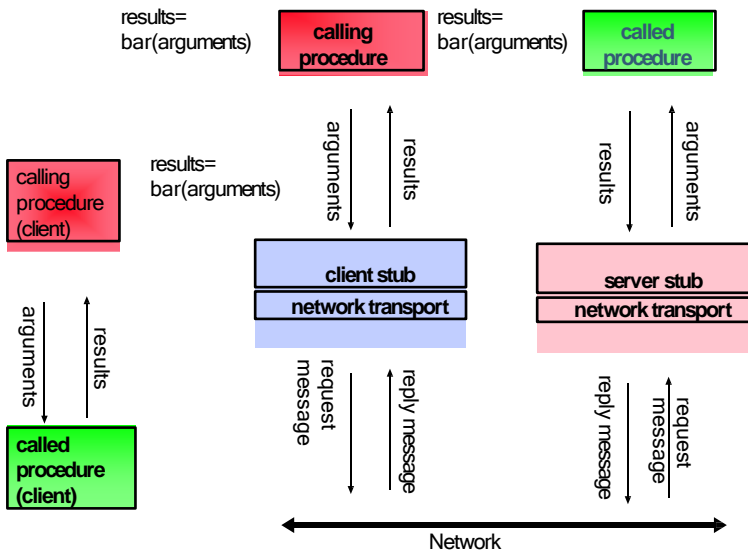 results=
bar(arguments)
calling
procedure
results=
bar(arguments)
called
procedure
arguments
results
results
arguments
calling
procedure
(client)
results=
bar(arguments)
client stub
network transport
server stub
network transport
arguments
results
request
message
reply message
reply message
request
message
called
procedure
(client)
Network